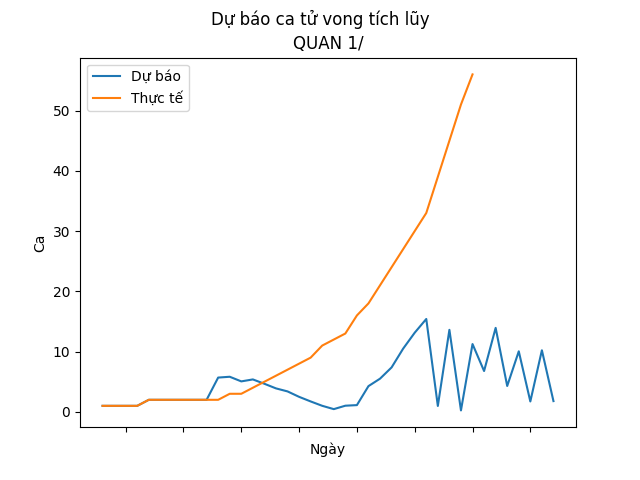 Dự báo ca tử vong tích lũy
QUAN 1/
Dự báo
Thực tế
50
40
30
20
10
0
Ca
Ngày